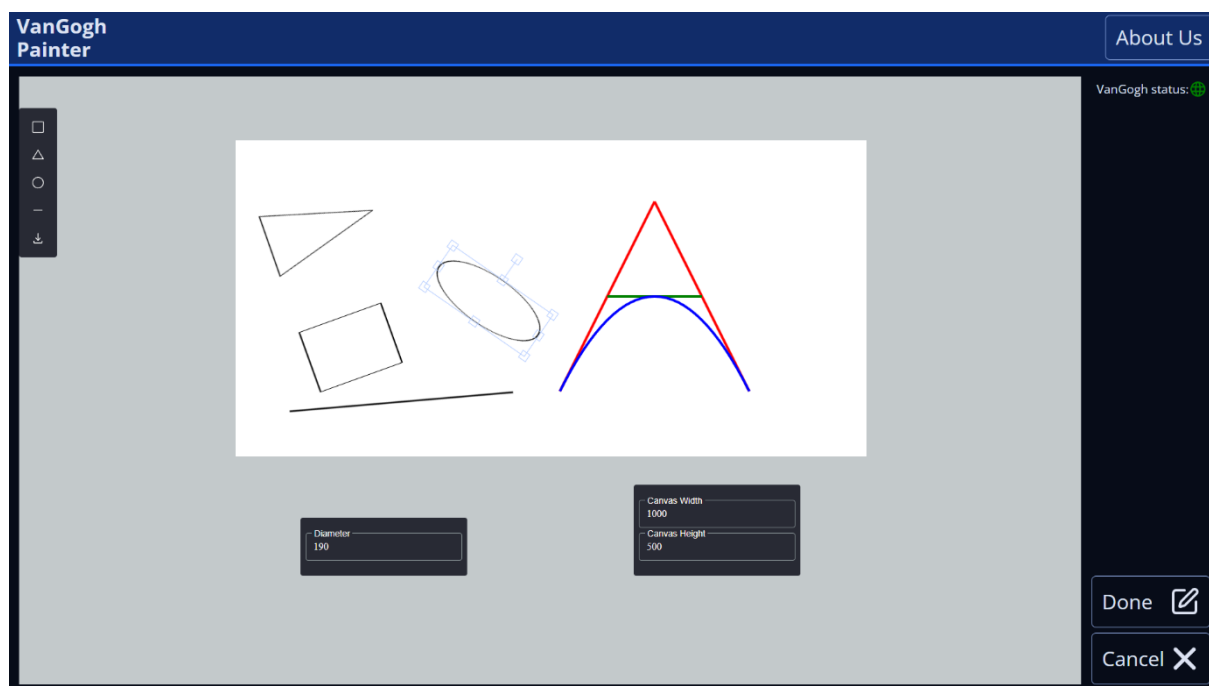 VanGogh
Painter
About Us
VanGogh status:
Diameter
190
Canvas Width
1000
Canvas Height
500
Done
Cancel